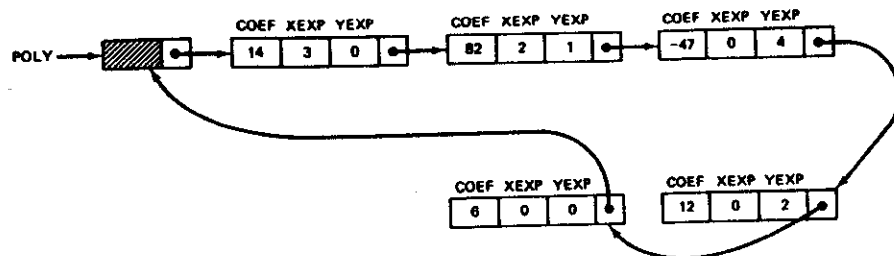 COEF XEXP YEXP COEF XEXP YEXP COEF XEXP YEXP
POLY 14 3 0 82 2 1 -47 0 4
COEF XEXP YEXP COEF XEXP YEXP
6 0 0 12 0 2